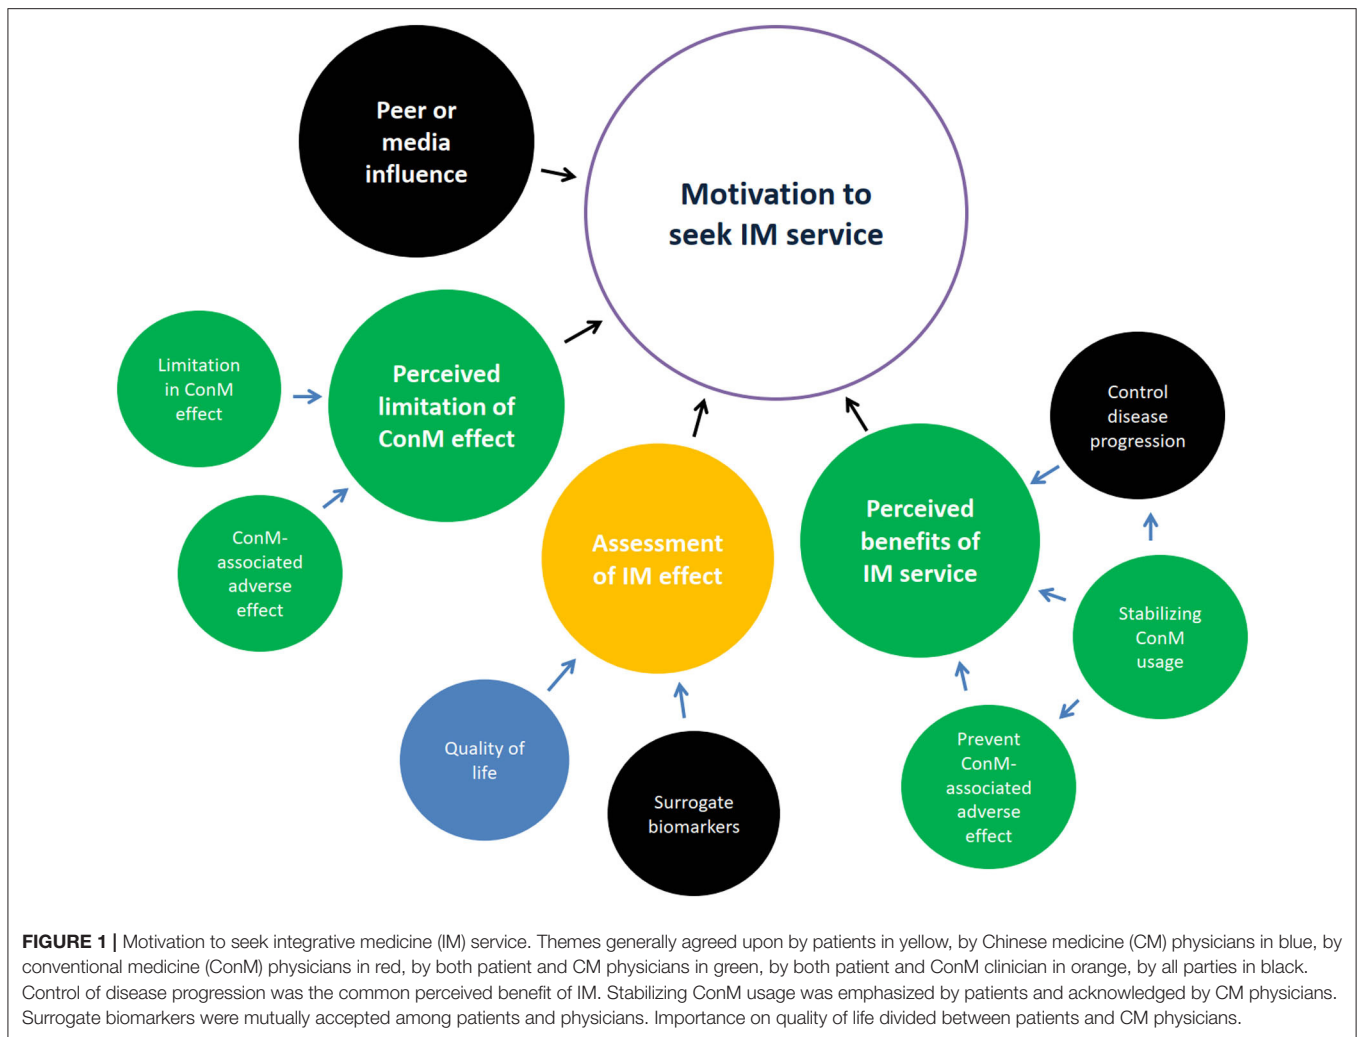 Peer or
media
influence
Motivation to
seek IM service
Limitation
in ConM
effect
Perceived
limitation of
ConM effect
Control
disease
progression
ConM-
associated
adverse
effect
Assessment
of IM effect
Perceived
benefits of
IM service
Stabilizing
ConM
usage
Quality of
life
Surrogate
biomarkers
Prevent
ConM-
associated
adverse
effect
FIGURE 1 | Motivation to seek integrative medicine (IM) service. Themes generally agreed upon by patients in yellow, by Chinese medicine (CM) physicians in blue, by
conventional medicine (ConM) physicians in red, by both patient and CM physicians in green, by both patient and ConM clinician in orange, by all parties in black.
Control of disease progression was the common perceived benefit of IM. Stabilizing ConM usage was emphasized by patients and acknowledged by CM physicians.
Surrogate biomarkers were mutually accepted among patients and physicians. Importance on quality of life divided between patients and CM physicians.